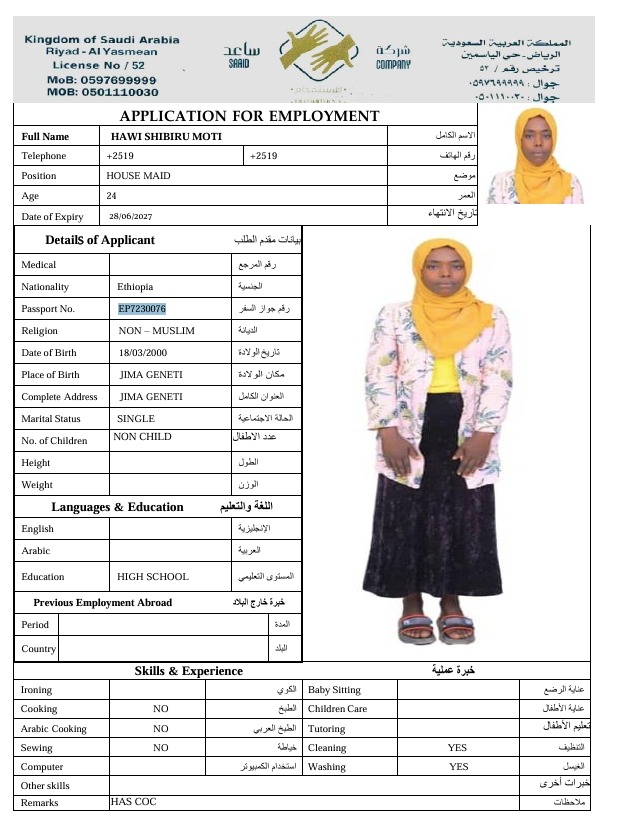 Kingdom of Saudi Arabia
Riyad - Al Yasmean
License No / 52
MoB: 0597699999
MOB: 0501110030
ساعد
SAAID
شركة
COMPANY
المملكة العربية السعودية
الرياض - حي الياسمين
ترخيص رقم / ٥٢
جوال : ٠٥٩٧٦٩٩٩٩٩
جوال : ٠٥٠١١١٠٠٣٠
APPLICATION FOR EMPLOYMENT
Full Name HAWI SHIBIRU MOTI الاسم الكامل
Telephone +2519 +2519 رقم الهاتف
Position HOUSE MAID موضع
Age 24 العمر
Date of Expiry 28/06/2027 تاريخ الانتهاء
Details of Applicant بيانات مقدم الطلب
Medical رقم المرجع
Nationality Ethiopia الجنسية
Passport No. EP7230076 رقم جواز السفر
Religion NON – MUSLIM الديانة
Date of Birth 18/03/2000 تاريخ الولادة
Place of Birth JIMA GENETI مكان الولادة
Complete Address JIMA GENETI العنوان الكامل
Marital Status SINGLE الحالة الاجتماعية
No. of Children NON CHILD عدد الاطفال
Height الطول
Weight الوزن
Languages & Education اللغة والتعليم
English الإنجليزية
Arabic العربية
Education HIGH SCHOOL المستوى التعليمي
Previous Employment Abroad خبرة خارج البلاد
Period المدة
Country البلد
Skills & Experience خبرة عملية
Ironing الكوي Baby Sitting عناية الرضع
Cooking NO الطبخ Children Care عناية الأطفال
Arabic Cooking NO الطبخ العربي Tutoring تعليم الأطفال
Sewing NO خياطة Cleaning YES التنظيف
Computer استخدام الكمبيوتر Washing YES الغيسل
Other skills خبرات أخرى
Remarks HAS COC ملاحظات